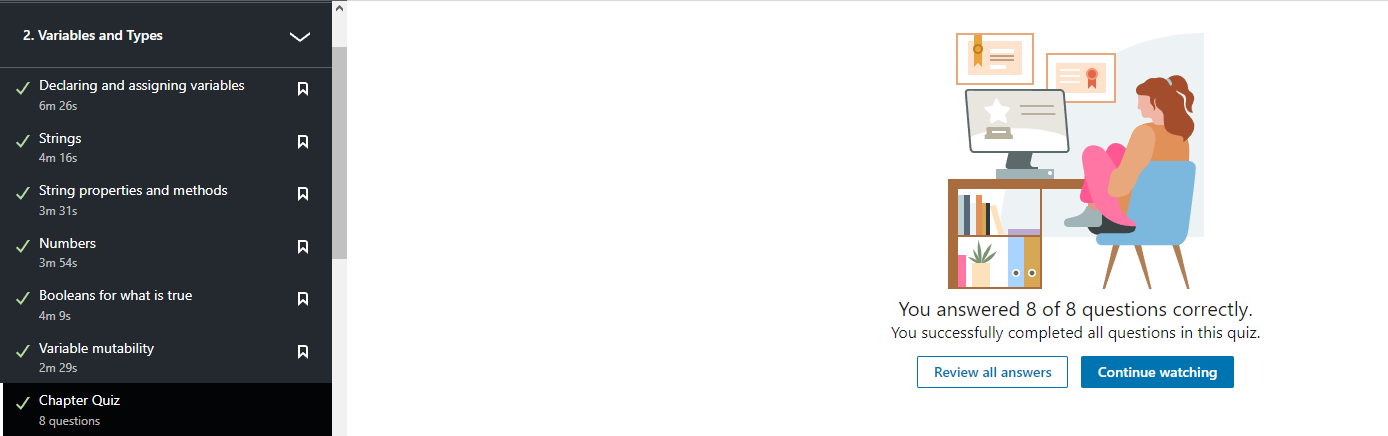 2. Variables and Types
Declaring and assigning variables
6m 26s
Strings
4m 16s
String properties and methods
3m 31s
Numbers
3m 54s
Booleans for what is true
4m 9s
Variable mutability
2m 29s
Chapter Quiz
8 questions
You answered 8 of 8 questions correctly.
You successfully completed all questions in this quiz.
Review all answers
Continue watching